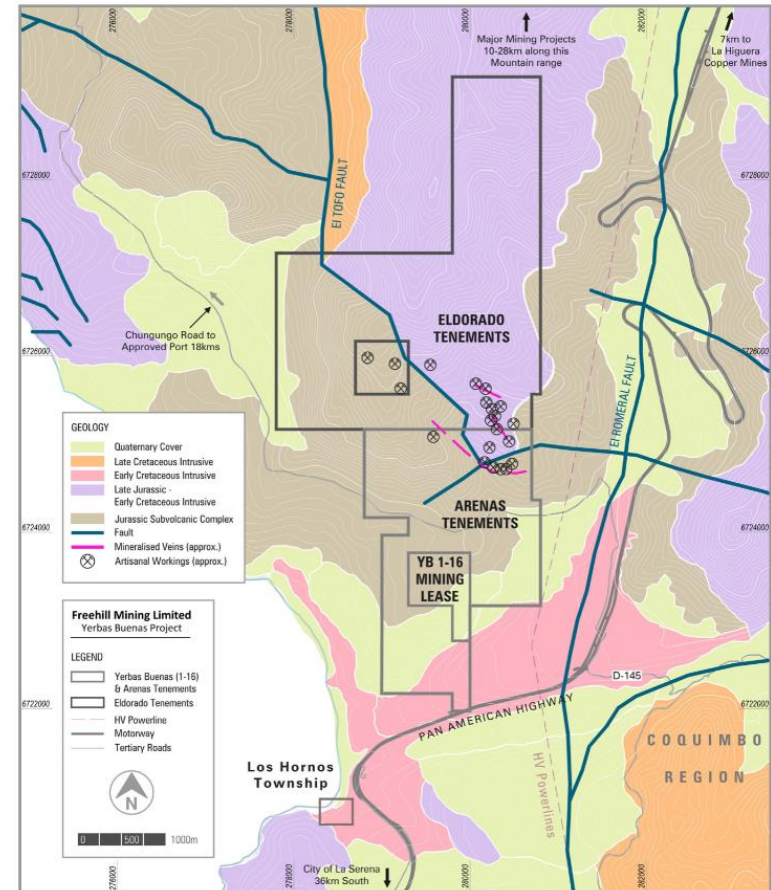 276000
278000
280000
282000
Major Mining Projects
10-28km along this
Mountain range
7km to
La Higuera
Copper Mines
6728000
EI TOFO FAULT
Chungungo Road to
Approved Port 18kms
ELDORADO
TENEMENTS
6726000
6726000
EI ROMERAL FAULT
GEOLOGY
Quaternary Cover
Late Cretaceous Intrusive
Early Cretaceous Intrusive
Late Jurassic -
Early Cretaceous Intrusive
Jurassic Subvolcanic Complex
Fault
Mineralised Veins (approx.)
Artisanal Workings (approx.)
ARENAS
TENEMENTS
6724000
6724000
YB 1-16
MINING
LEASE
Freehill Mining Limited
Yerbas Buenas Project
LEGEND
Yerbas Buenas (1-16)
& Arenas Tenements
Eldorado Tenements
HV Powerline
Motorway
Tertiary Roads
N
0 500 1000m
D-145
6722000
6722000
PAN AMERICAN HIGHWAY
COQUIMBO
REGION
HV Powerlines
Los Hornos
Township
City of La Serena
36km South
276000
278000
280000
282000